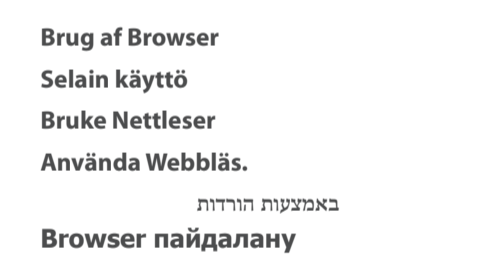 Brug af Browser
Selain käyttö
Bruke Nettleser
Använda Webbläs.
באמצעות הורדות
Browser пайдалану